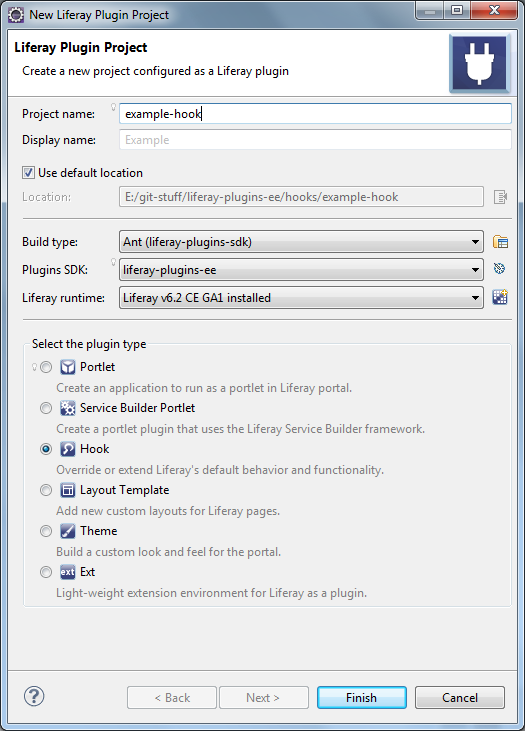 New Liferay Plugin Project
Liferay Plugin Project
Create a new project configured as a Liferay plugin
Project name: example-hook
Display name: Example
Use default location
Location: E:/git-stuff/liferay-plugins-ee/hooks/example-hook
Build type: Ant (liferay-plugins-sdk)
Plugins SDK: liferay-plugins-ee
Liferay runtime: Liferay v6.2 CE GA1 installed
Select the plugin type
Portlet
Create an application to run as a portlet in Liferay portal.
Service Builder Portlet
Create a portlet plugin that uses the Liferay Service Builder framework.
Hook
Override or extend Liferay's default behavior and functionality.
Layout Template
Add new custom layouts for Liferay pages.
Theme
Build a custom look and feel for the portal.
ext Ext
Light-weight extension environment for Liferay as a plugin.
? < Back Next > Finish Cancel